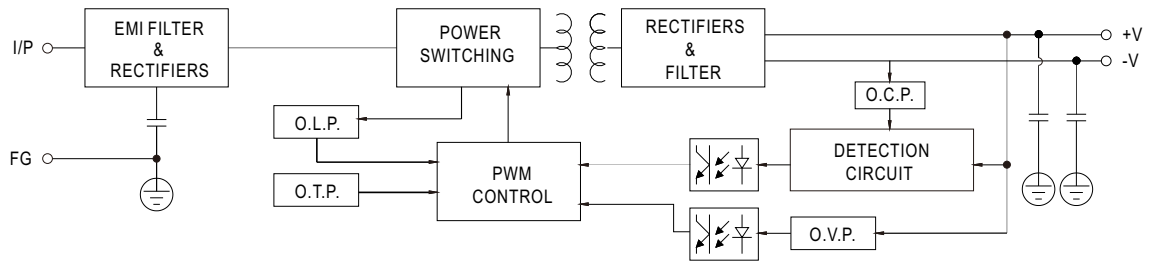 I/P
EMI FILTER
&
RECTIFIERS
POWER
SWITCHING
RECTIFIERS
&
FILTER
+V
-V
O.C.P.
O.L.P.
FG
DETECTION
CIRCUIT
PWM
CONTROL
O.T.P.
O.V.P.